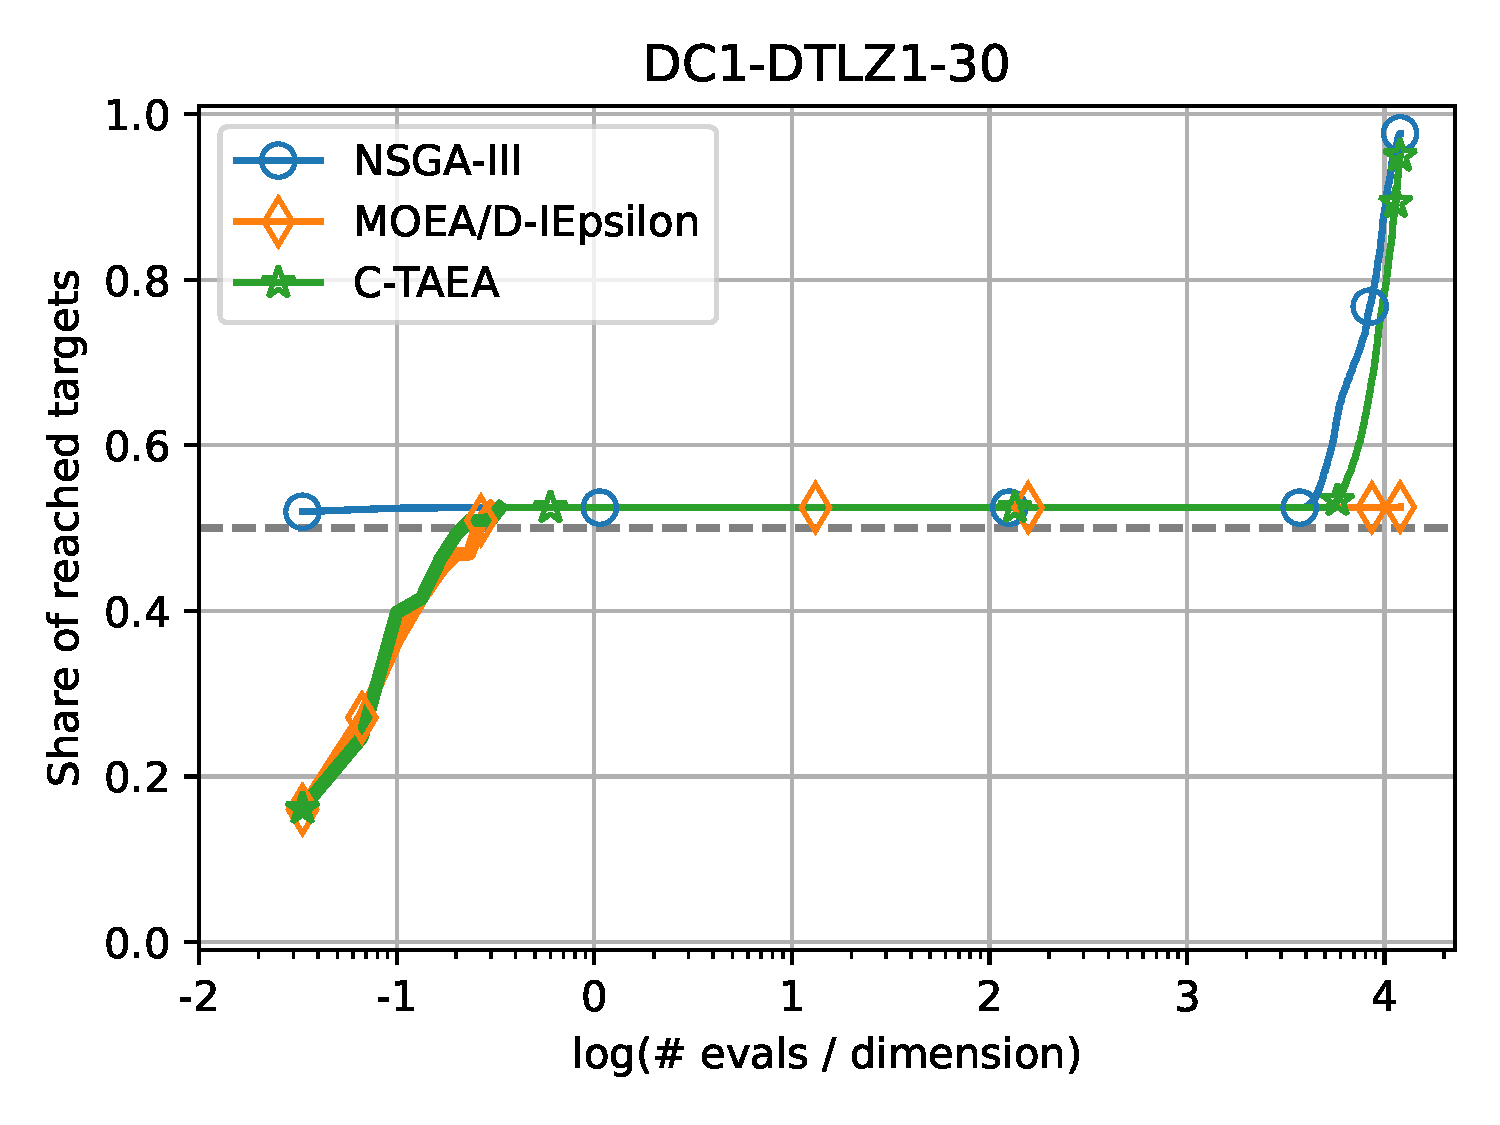 DC1-DTLZ1-30
1.0
0.8
0.6
0.4
0.2
0.0
Share of reached targets
NSGA-III
MOEA/D-IEpsilon
C-TAEA
-2 -1 0 1 2 3 4
log(# evals / dimension)